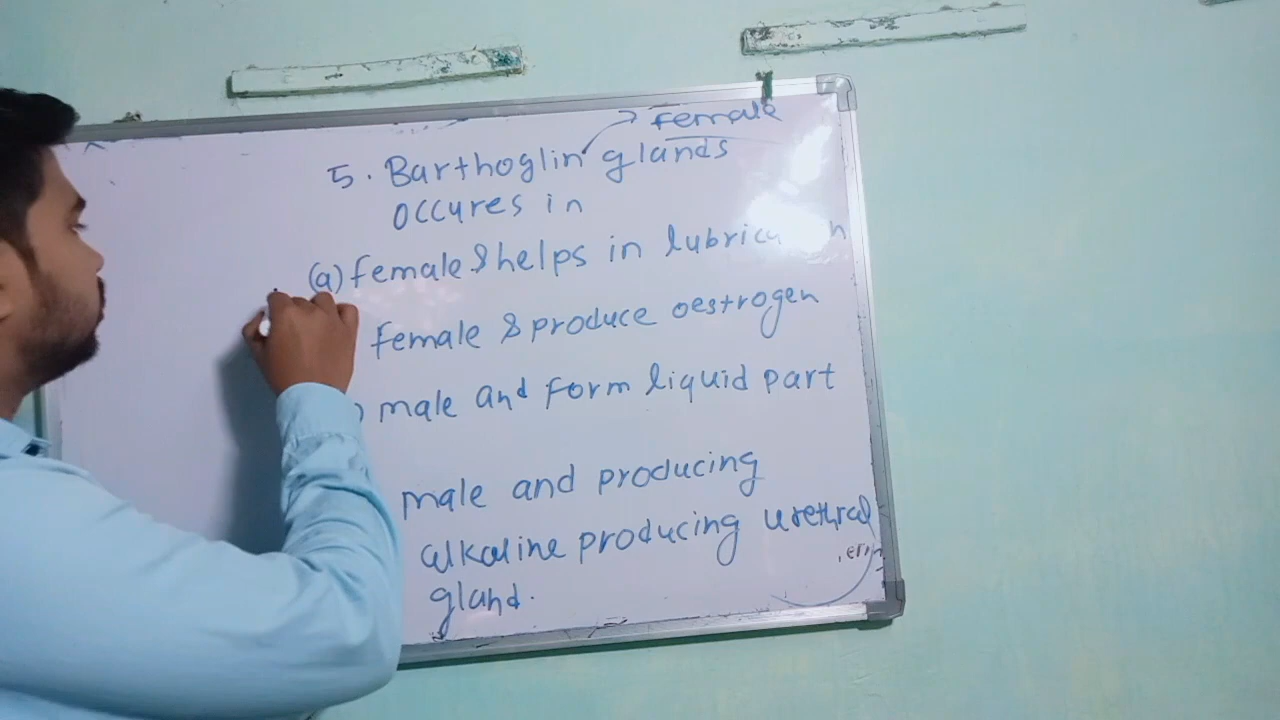 female
5. Barthoglin glands
occures in
(a) female & helps in
female & produce oestrogen
) male and form liquid part
male and producing
alkaline producing urethral
gland.